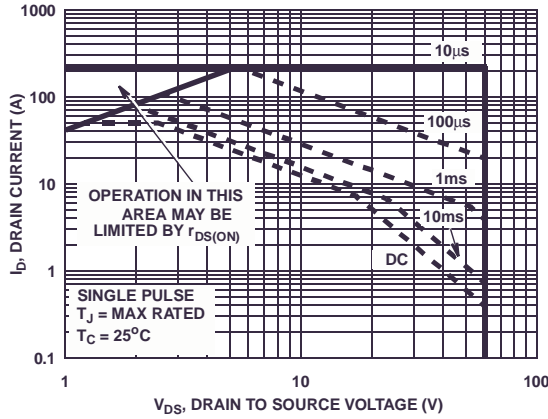 1000
10μs
100
100μs
10
1ms
OPERATION IN THIS
AREA MAY BE
LIMITED BY rDS(ON)
10ms
DC
1
SINGLE PULSE
TJ = MAX RATED
TC = 25°C
0.1
1
10
100
ID, DRAIN CURRENT (A)
VDS, DRAIN TO SOURCE VOLTAGE (V)